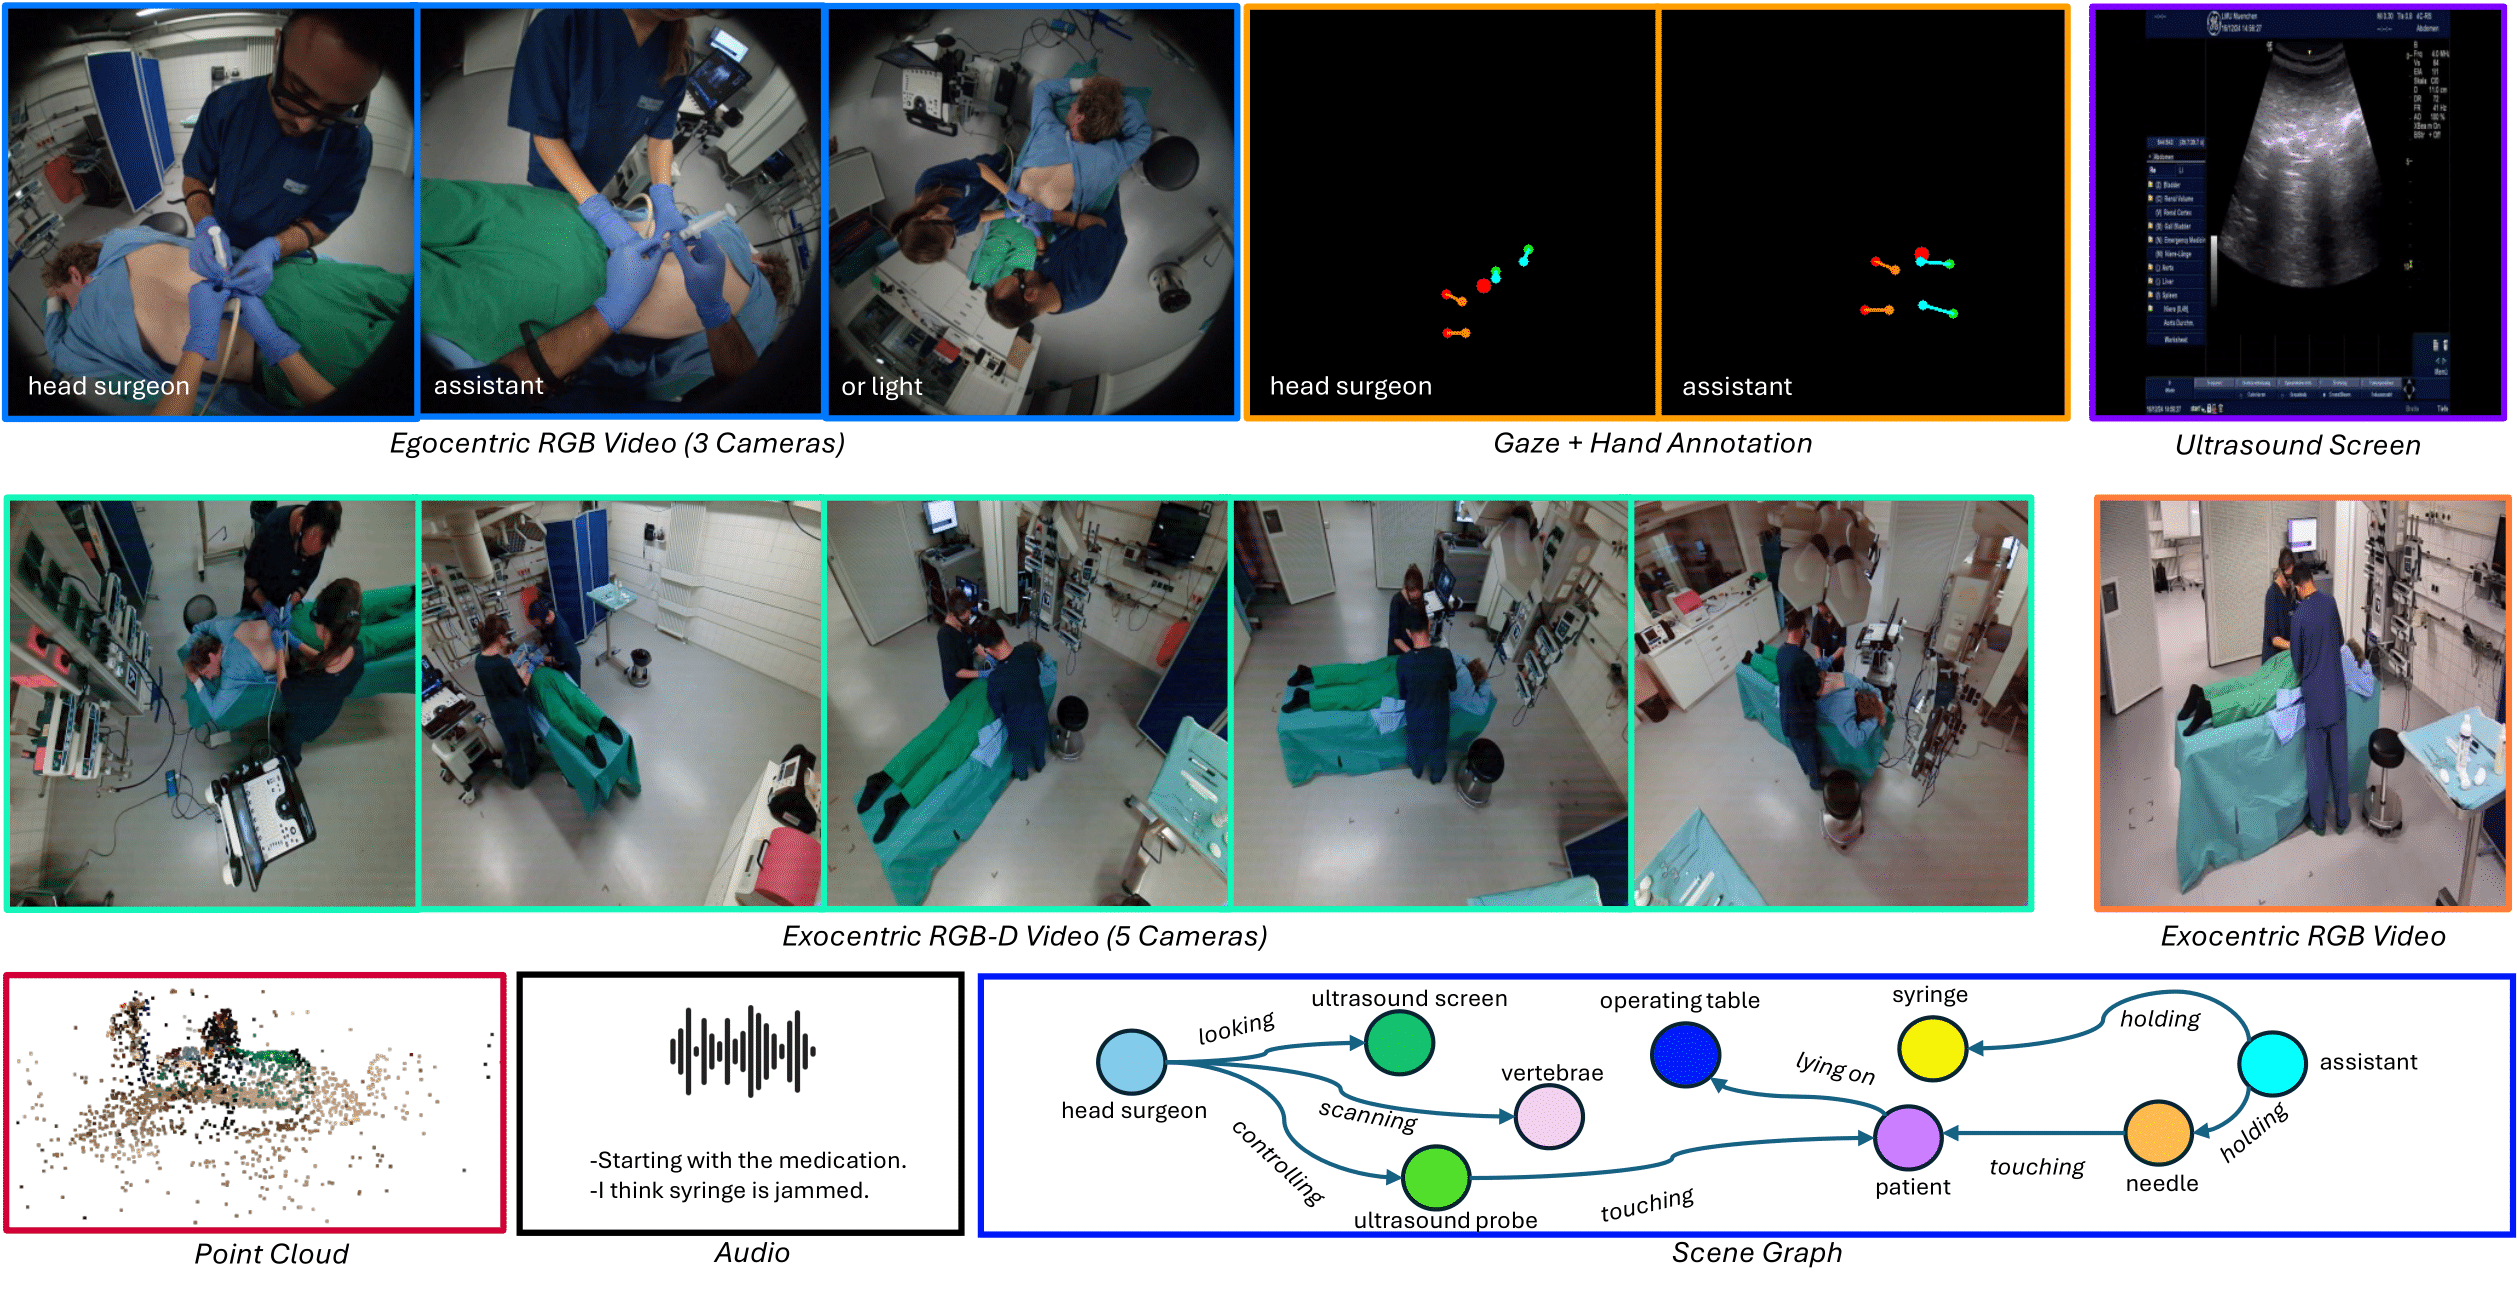 head surgeon
assistant
or light
head surgeon
assistant
LMU Muenchen
Abdomen
Egocentric RGB Video (3 Cameras)
Gaze + Hand Annotation
Ultrasound Screen
Exocentric RGB-D Video (5 Cameras)
Exocentric RGB Video
-Starting with the medication.
-I think syringe is jammed.
Point Cloud
Audio
head surgeon
looking
ultrasound screen
scanning
vertebrae
controlling
ultrasound probe
touching
operating table
lying on
patient
touching
needle
syringe
holding
holding
assistant
Scene Graph